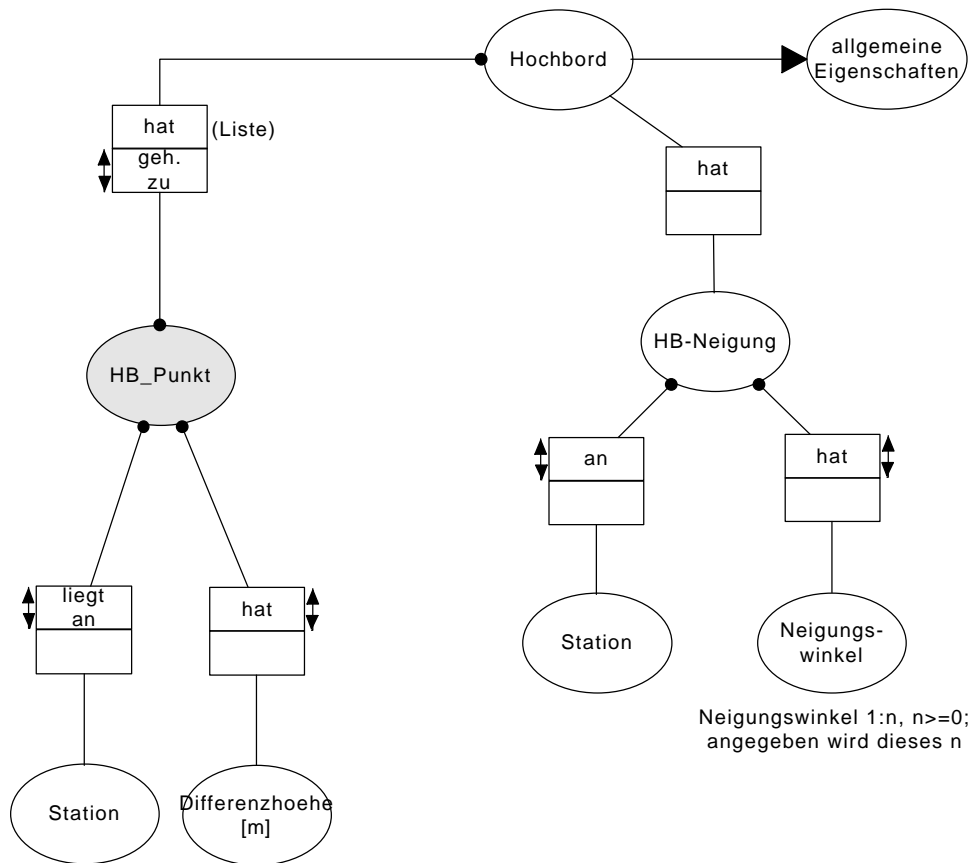 Hochbord
allgemeine
Eigenschaften
hat
(Liste)
geh.
zu
hat
HB-Neigung
HB_Punkt
an
hat
liegt
an
hat
Station
Neigungs-
winkel
Neigungswinkel 1:n, n>=0;
angegeben wird dieses n
Station
Differenzhoehe
[m]